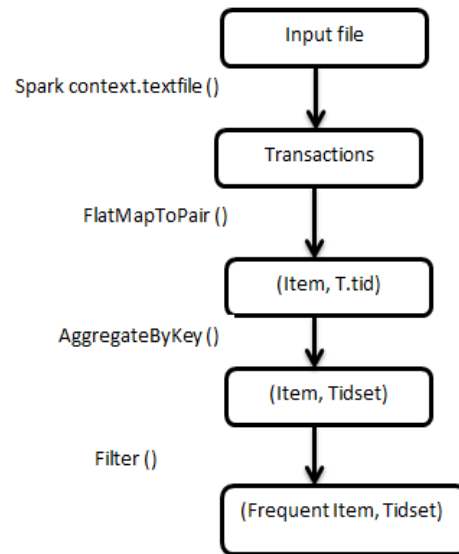 Input file
Spark context.textfile ()
Transactions
FlatMapToPair ()
(Item, T.tid)
AggregateByKey ()
(Item, Tidset)
Filter ()
(Frequent Item, Tidset)